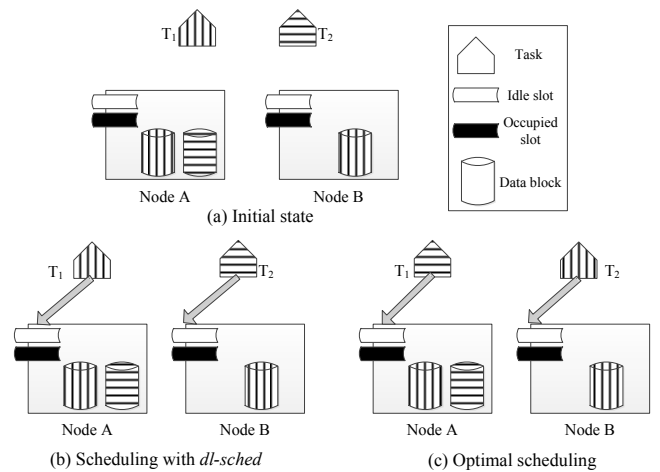 T1
T2
Task
Idle slot
Occupied
slot
Data block
Node A
Node B
(a) Initial state
T1
T2
T1
T2
Node A
Node B
Node A
Node B
(b) Scheduling with dl-sched
(c) Optimal scheduling